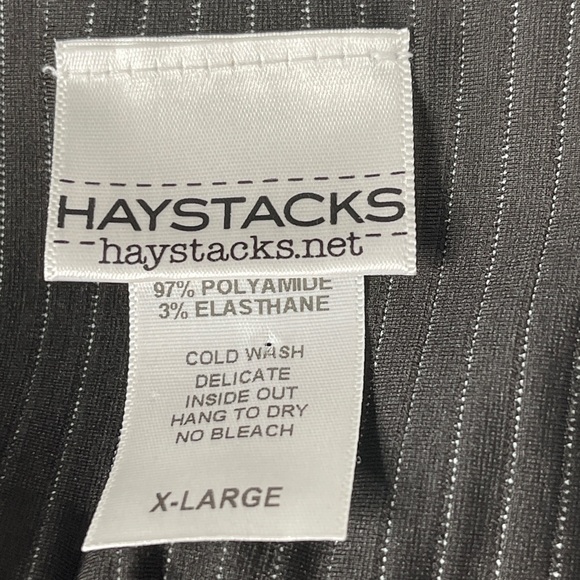 HAYSTACKS
haystacks.net
97% POLYAMIDE
3% ELASTHANE
COLD WASH
DELICATE
INSIDE OUT
HANG TO DRY
NO BLEACH
X-LARGE